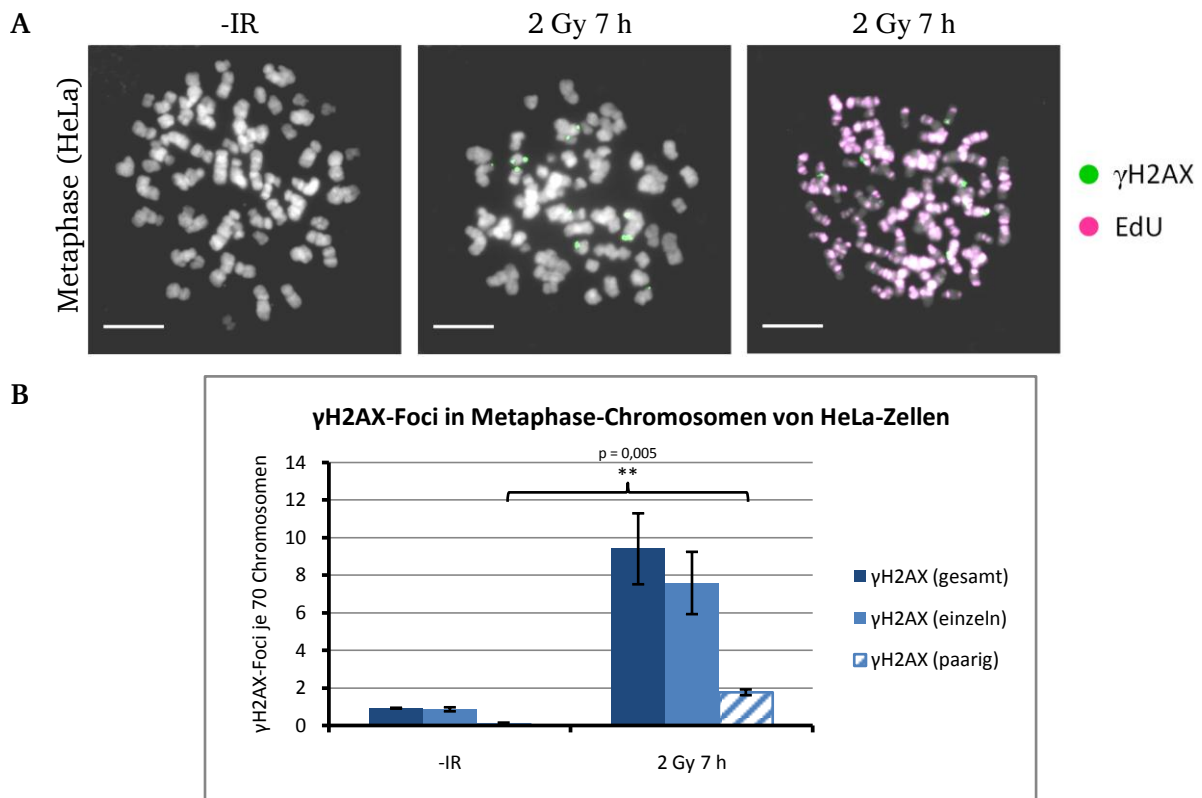 A
-IR
2 Gy 7 h
2 Gy 7 h
Metaphase (HeLa)
γH2AX
EdU
B
γH2AX-Foci in Metaphase-Chromosomen von HeLa-Zellen
p = 0,005
**
γH2AX-Foci je 70 Chromosomen
14
12
10
8
6
4
2
0
-IR
2 Gy 7 h
γH2AX (gesamt)
γH2AX (einzeln)
γH2AX (paarig)